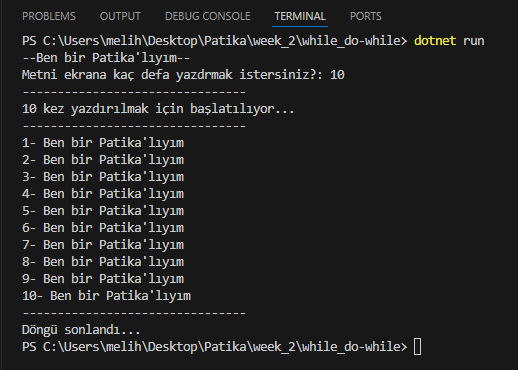 PROBLEMS OUTPUT DEBUG CONSOLE TERMINAL PORTS
PS C:\Users\melih\Desktop\Patika\week_2\while_do-while> dotnet run
--Ben bir Patika'lıyım--
Metni ekrana kaç defa yazdrmak istersiniz?: 10
--------------------------------
10 kez yazdırılmak için başlatılıyor...
--------------------------------
1- Ben bir Patika'lıyım
2- Ben bir Patika'lıyım
3- Ben bir Patika'lıyım
4- Ben bir Patika'lıyım
5- Ben bir Patika'lıyım
6- Ben bir Patika'lıyım
7- Ben bir Patika'lıyım
8- Ben bir Patika'lıyım
9- Ben bir Patika'lıyım
10- Ben bir Patika'lıyım
--------------------------------
Döngü sonlandı...
PS C:\Users\melih\Desktop\Patika\week_2\while_do-while>